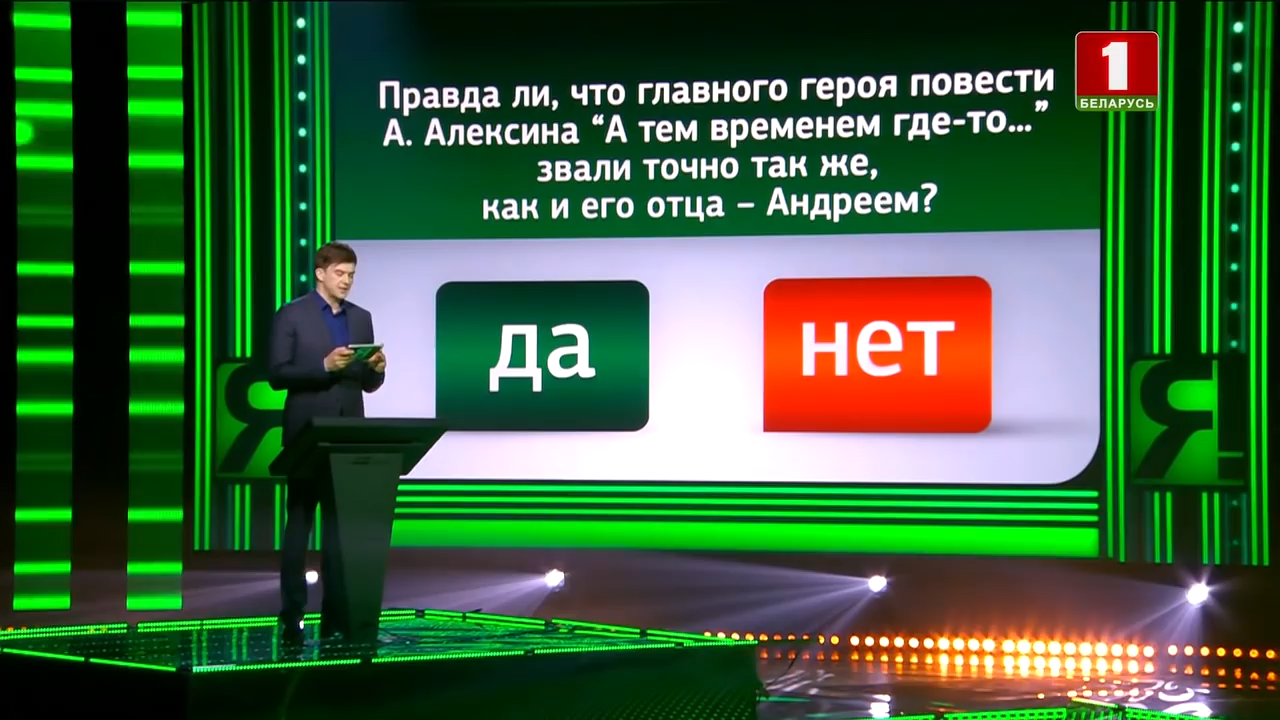 1
БЕЛАРУСЬ
Правда ли, что главного героя повести
А. Алексина “А тем временем где-то...”
звали точно так же,
как и его отца – Андреем?
да
нет
Я
Я